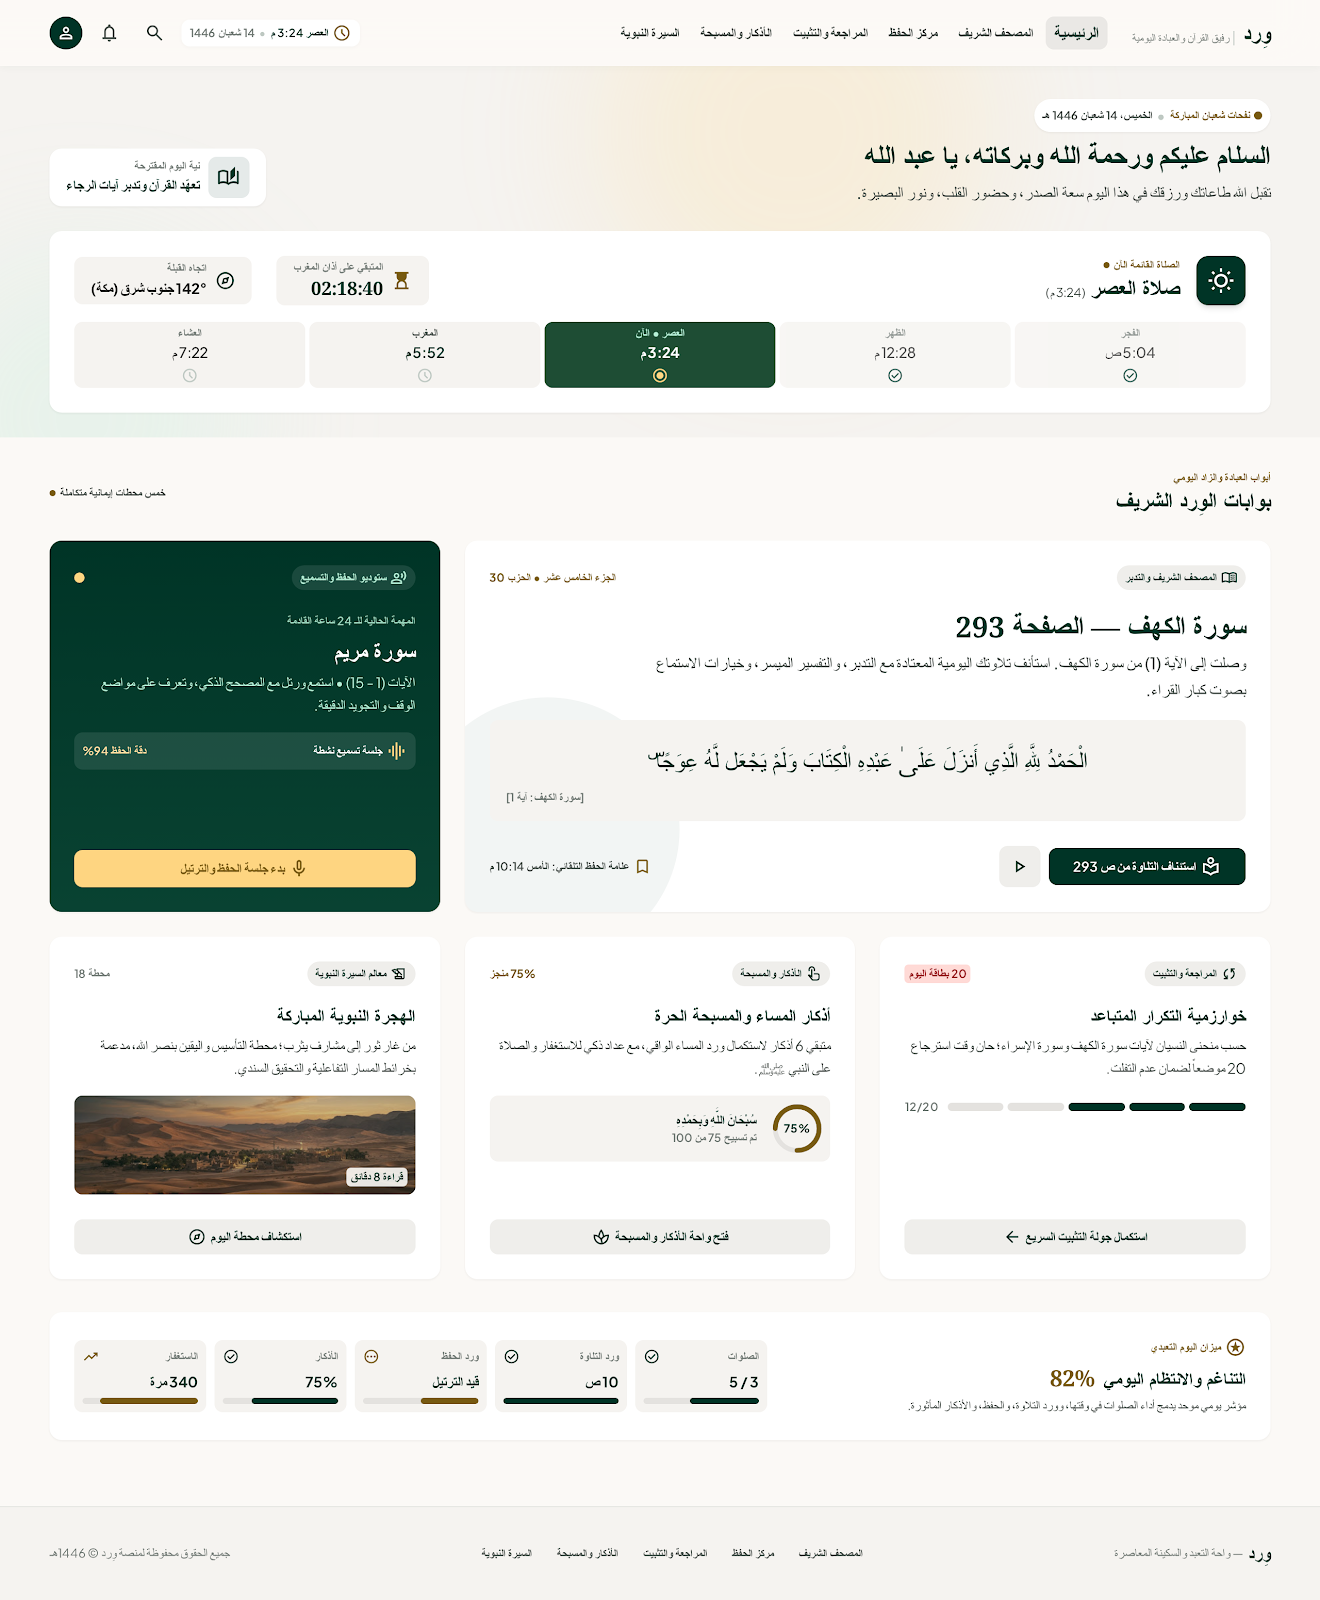 وِرد
رفيق القرآن والعبادة اليومية
الرئيسية
المصحف الشريف
مركز الحفظ
المراجعة والتثبيت
الأذكار والمسبحة
السيرة النبوية
العصر 3:24 م • 14 شعبان 1446
نفحات شعبان المباركة • الخميس، 14 شعبان 1446 هـ
السلام عليكم ورحمة الله وبركاته، يا عبد الله
تقبل الله طاعاتك ورزقك في هذا اليوم سعة الصدر، وحضور القلب، ونور البصيرة.
نية اليوم المقترحة
تعهّد القرآن وتدبر آيات الرجاء
الصلاة القائمة الآن
صلاة العصر (3:24 م)
المتبقي على أذان المغرب
02:18:40
اتجاه القبلة
142° جنوب شرق (مكة)
الفجر
5:04 ص
الظهر
12:28 م
العصر • الآن
3:24 م
المغرب
5:52 م
العشاء
7:22 م
أبواب العبادة والزاد اليومي
بوابات الوِرد الشريف
خمس محطات إيمانية متكاملة
المصحف الشريف والتدبر
الجزء الخامس عشر • الحزب 30
سورة الكهف — الصفحة 293
وصلت إلى الآية (1) من سورة الكهف. استأنف تلاوتك اليومية المعتادة مع التدبر، والتفسير الميسر، وخيارات الاستماع
بصوت كبار القراء.
الْحَمْدُ لِلَّهِ الَّذِي أَنزَلَ عَلَىٰ عَبْدِهِ الْكِتَابَ وَلَمْ يَجْعَل لَّهُ عِوَجًا ۜ
[سورة الكهف: آية 1]
استئناف التلاوة من ص 293
علامة الحفظ التلقائي: الأمس 10:14 م
ستوديو الحفظ والتسميع
المهمة الحالية للـ 24 ساعة القادمة
سورة مريم
الآيات (1 – 15) • استمع ورتل مع المصحح الذكي، وتعرف على مواضع
الوقف والتجويد الدقيقة.
جلسة تسميع نشطة
دقة الحفظ 94%
بدء جلسة الحفظ والترتيل
المراجعة والتثبيت
20 بطاقة اليوم
خوارزمية التكرار المتباعد
حسب منحنى النسيان لآيات سورة الكهف وسورة الإسراء؛ حان وقت استرجاع
20 موضعاً لضمان عدم التفلت.
12/20
استكمال جولة التثبيت السريع
الأذكار والمسبحة
75% منجز
أذكار المساء والمسبحة الحرة
متبقي 6 أذكار لاستكمال ورد المساء الواقي، مع عداد ذكي للاستغفار والصلاة
على النبي ﷺ.
75%
سُبْحَانَ اللَّه وَبِحَمْدِهِ
تم تسبيح 75 من 100
فتح واحة الأذكار والمسبحة
معالم السيرة النبوية
محطة 18
الهجرة النبوية المباركة
من غار ثور إلى مشارف يثرب؛ محطة التأسيس واليقين بنصر الله، مدعمة
بخرائط المسار التفاعلية والتحقيق السندي.
قراءة 8 دقائق
استكشاف محطة اليوم
ميزان اليوم التعبدي
التناغم والانتظام اليومي 82%
مؤشر يومي موحد يدمج أداء الصلوات في وقتها، وورد التلاوة، والحفظ، والأذكار المأثورة.
الصلوات
3 / 5
ورد التلاوة
10 ص
ورد الحفظ
قيد الترتيل
الأذكار
75%
الاستغفار
340 مرة
وِرد — واحة التعبد والسكينة المعاصرة
المصحف الشريف
مركز الحفظ
المراجعة والتثبيت
الأذكار والمسبحة
السيرة النبوية
جميع الحقوق محفوظة لمنصة وِرد © 1446هـ